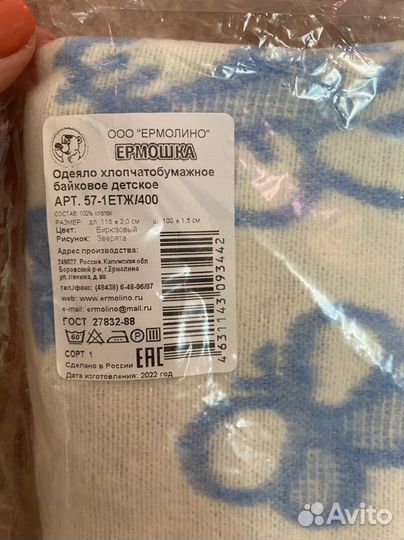 ООО "ЕРМОЛИНО"
ЕРМОШКА
Одеяло хлопчатобумажное
байковое детское
АРТ. 57-1ЕТЖ/400
СОСТАВ: 100% хлопок
РАЗМЕР: дл. 115 ± 2,0 см ш. 100 ± 1,5 см
Цвет: Бирюзовый
Рисунок: Зверята
Адрес производства:
249027, Россия, Калужская обл
Боровский р-н, г.Ермолино
ул.Ленина, д.88
тел./факс: (48438) 6-49-96/97
web: www.ermolino.ru
e-mail: ermolino@mail.ru
ГОСТ 27832-88
60
СОРТ 1
EAC
Сделано в России
Дата изготовления: 2022 год
4631143093442
Avito